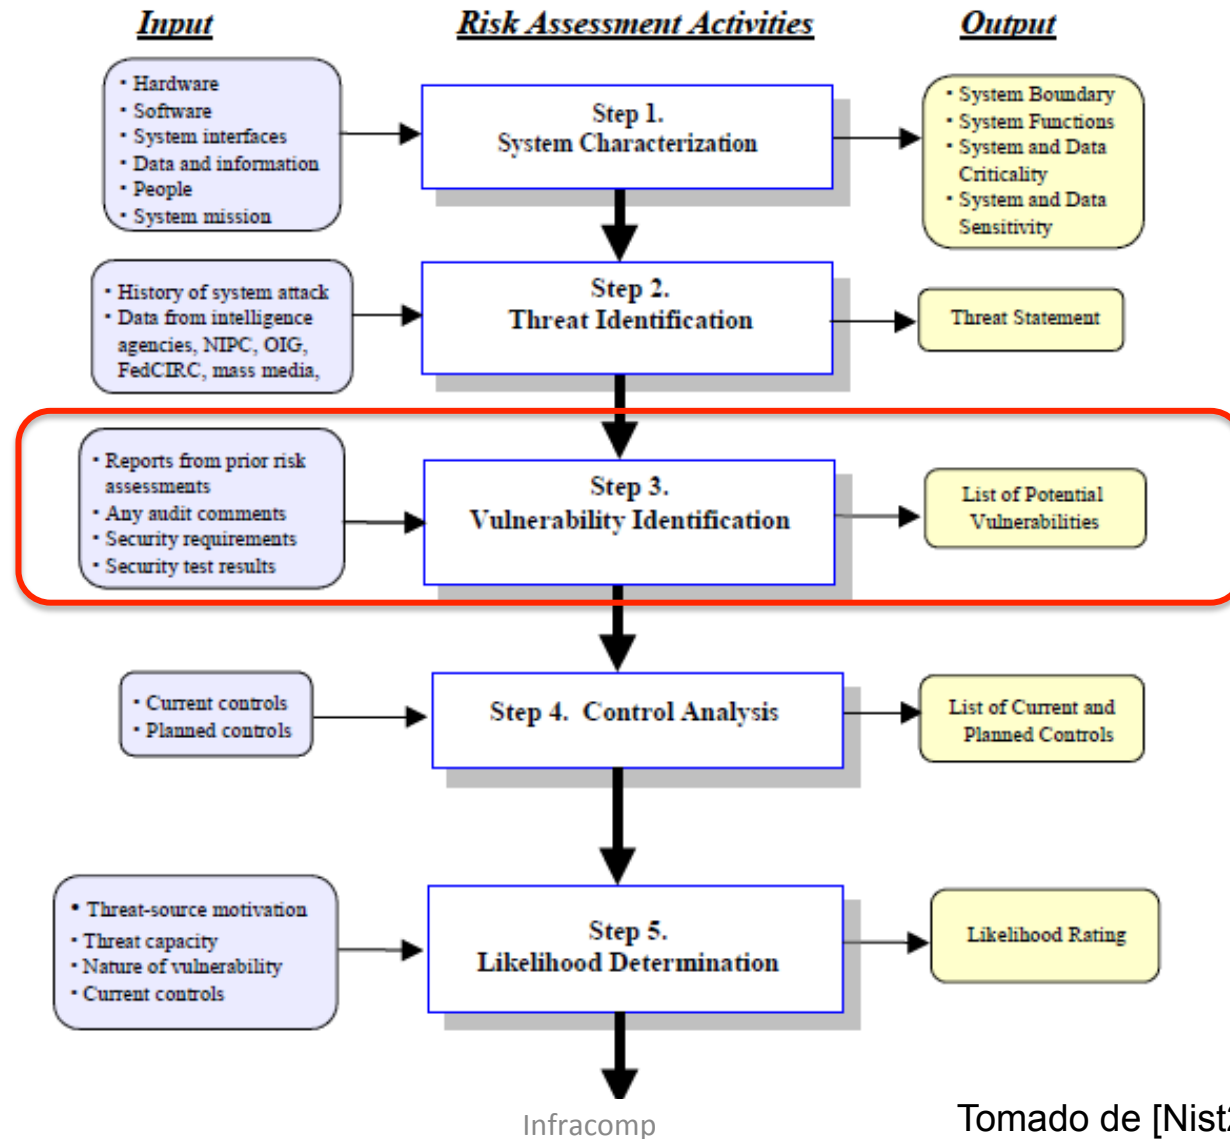 Input
Risk Assessment Activities
Output
• Hardware
• Software
• System interfaces
• Data and information
• People
• System mission
Step 1.
System Characterization
• System Boundary
• System Functions
• System and Data
Criticality
• System and Data
Sensitivity
• History of system attack
• Data from intelligence
agencies, NIPC, OIG,
FedCIRC, mass media,
Step 2.
Threat Identification
Threat Statement
• Reports from prior risk
assessments
• Any audit comments
• Security requirements
• Security test results
Step 3.
Vulnerability Identification
List of Potential
Vulnerabilities
• Current controls
• Planned controls
Step 4. Control Analysis
List of Current and
Planned Controls
• Threat-source motivation
• Threat capacity
• Nature of vulnerability
• Current controls
Step 5.
Likelihood Determination
Likelihood Rating
Infracomp
Tomado de [Nist